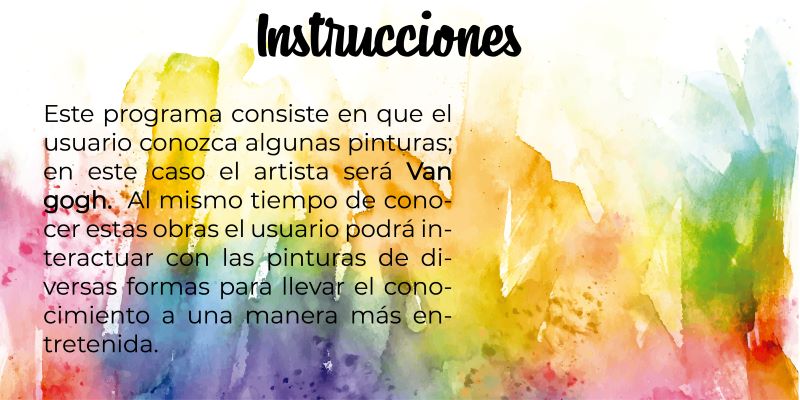 Instrucciones
Este programa consiste en que el
usuario conozca algunas pinturas;
en este caso el artista será Van
gogh. Al mismo tiempo de cono-
cer estas obras el usuario podrá in-
teractuar con las pinturas de di-
versas formas para llevar el cono-
cimiento a una manera más en-
tretenida.